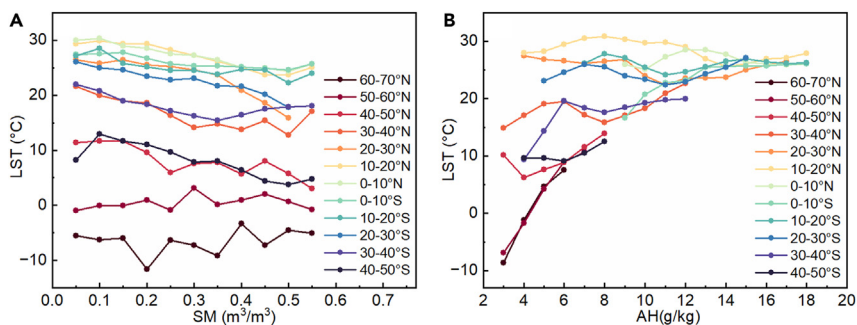 A
B
30
20
10
0
−10
LST (°C)
0.0 0.1 0.2 0.3 0.4 0.5 0.6 0.7
SM (m³/m³)
60-70°N
50-60°N
40-50°N
30-40°N
20-30°N
10-20°N
0-10°N
0-10°S
10-20°S
20-30°S
30-40°S
40-50°S
30
20
10
0
−10
LST (°C)
2 4 6 8 10 12 14 16 18 20
AH(g/kg)
60-70°N
50-60°N
40-50°N
30-40°N
20-30°N
10-20°N
0-10°N
0-10°S
10-20°S
20-30°S
30-40°S
40-50°S